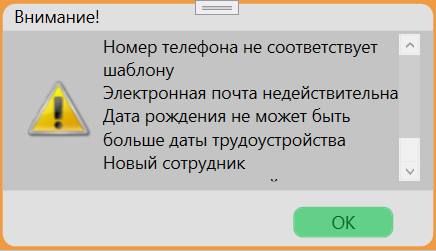 Внимание!
Номер телефона не соответствует
шаблону
Электронная почта недействительна
Дата рождения не может быть
больше даты трудоустройства
Новый сотрудник
OK